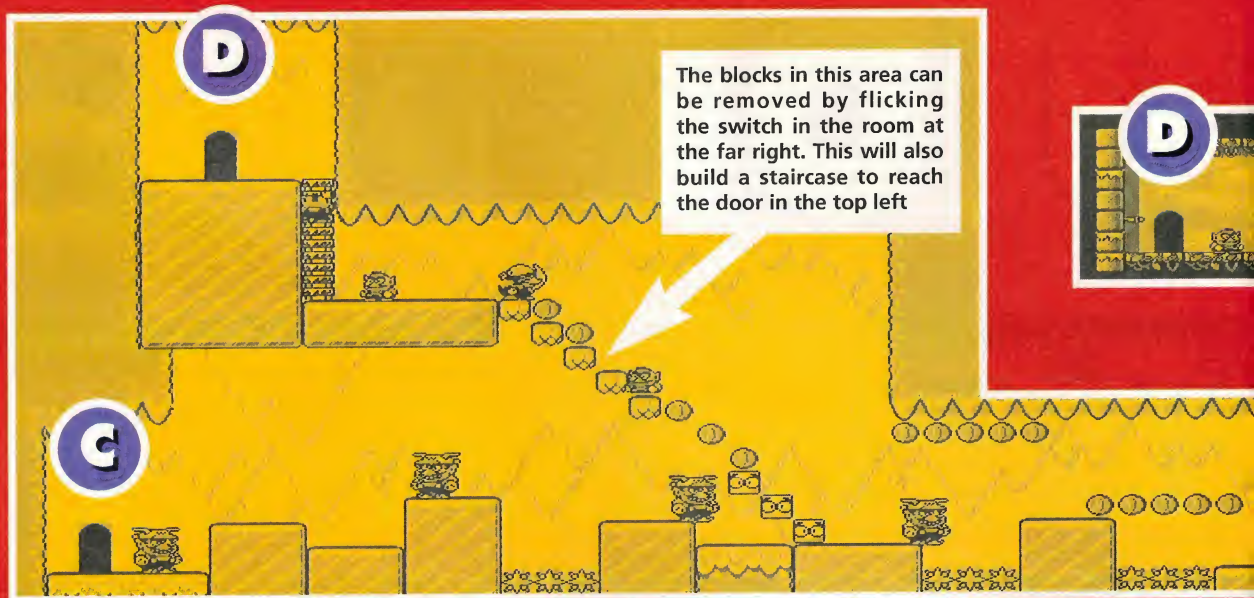 D
The blocks in this area can
be removed by flicking
the switch in the room at
the far right. This will also
build a staircase to reach
the door in the top left
D
C